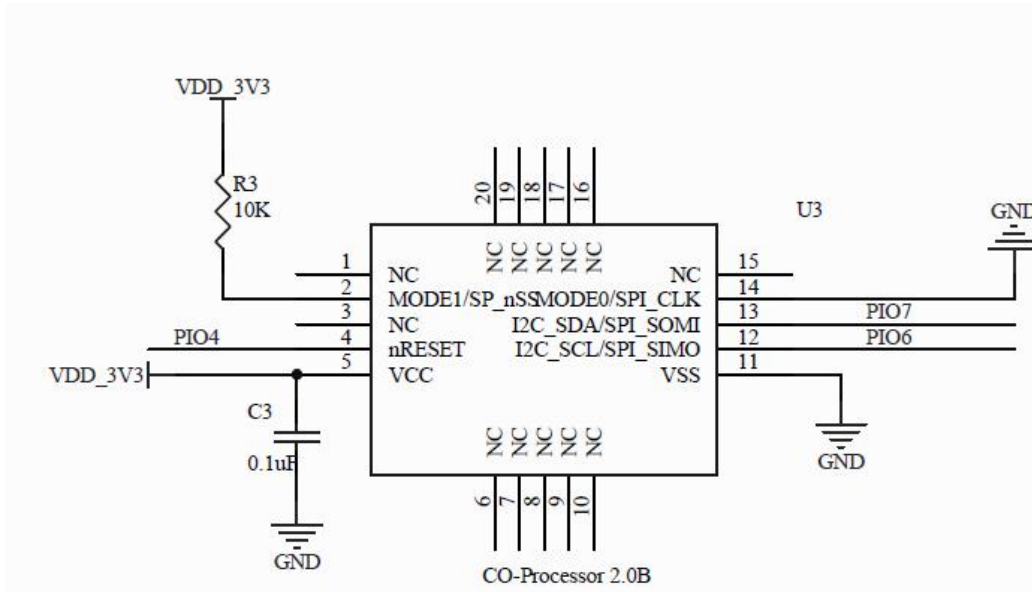 VDD_3V3
R3
10K
20
19
18
17
16
U3
GND
NC
NC
NC
NC
NC
1
NC
NC
15
2
MODE1/SP_nSS
MODE0/SPI_CLK
14
3
NC
I2C_SDA/SPI_SOMI
13
PIO7
PIO4
4
nRESET
I2C_SCL/SPI_SIMO
12
PIO6
VDD_3V3
5
VCC
VSS
11
C3
0.1uF
NC
NC
NC
NC
NC
GND
GND
6
7
8
9
10
CO-Processor 2.0B